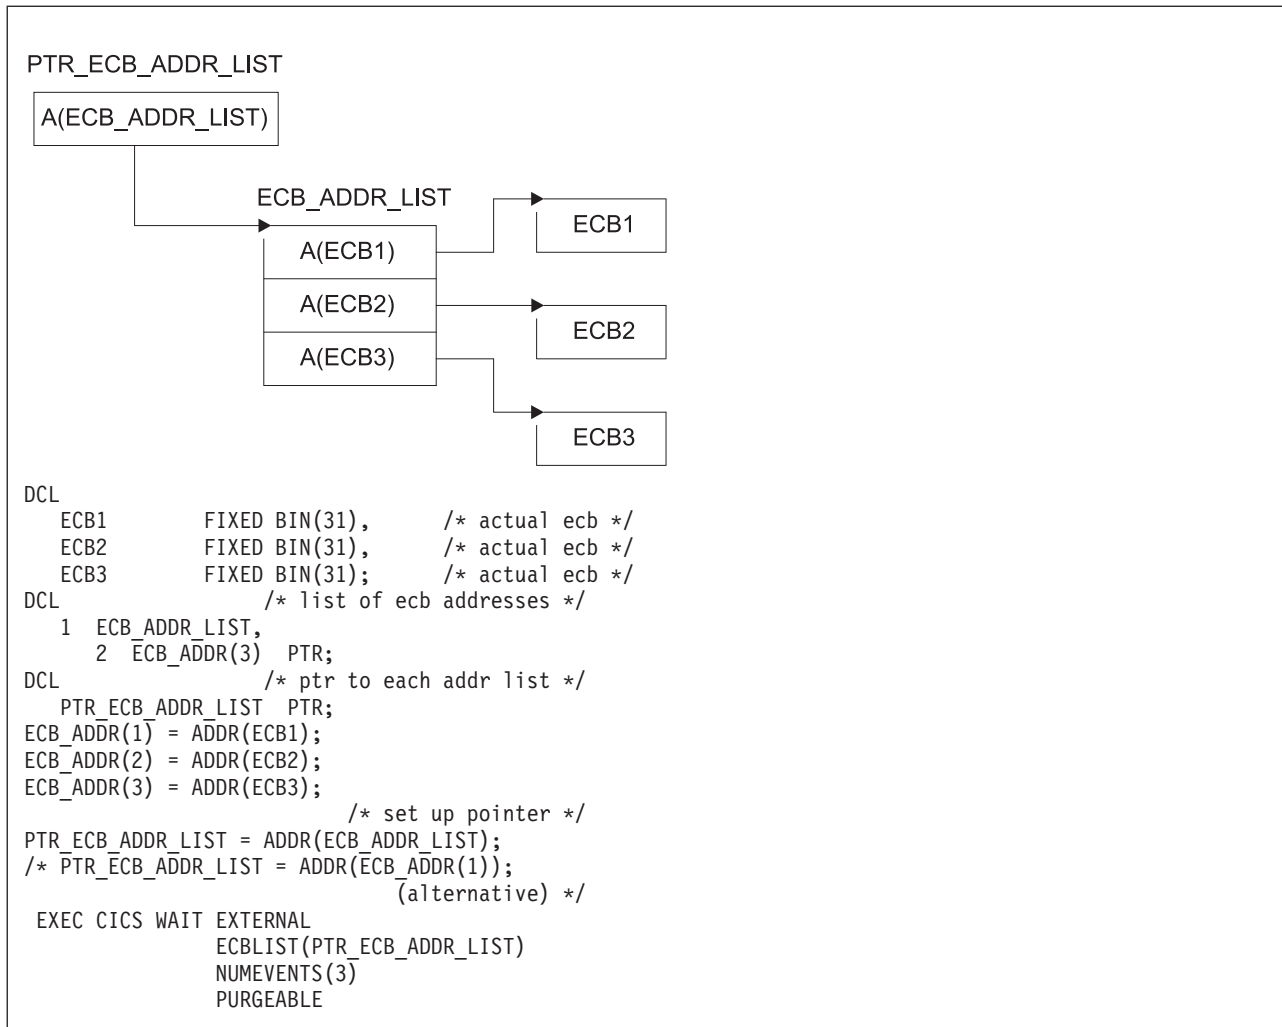 PTR_ECB_ADDR_LIST
A(ECB_ADDR_LIST)
ECB_ADDR_LIST
A(ECB1)
A(ECB2)
A(ECB3)
ECB1
ECB2
ECB3
DCL
   ECB1        FIXED BIN(31),      /* actual ecb */
   ECB2        FIXED BIN(31),      /* actual ecb */
   ECB3        FIXED BIN(31);      /* actual ecb */
DCL                 /* list of ecb addresses */
   1  ECB_ADDR_LIST,
      2  ECB_ADDR(3)  PTR;
DCL                 /* ptr to each addr list */
   PTR_ECB_ADDR_LIST  PTR;
ECB_ADDR(1) = ADDR(ECB1);
ECB_ADDR(2) = ADDR(ECB2);
ECB_ADDR(3) = ADDR(ECB3);
                           /* set up pointer */
PTR_ECB_ADDR_LIST = ADDR(ECB_ADDR_LIST);
/* PTR_ECB_ADDR_LIST = ADDR(ECB_ADDR(1));
                               (alternative) */
 EXEC CICS WAIT EXTERNAL
                ECBLIST(PTR_ECB_ADDR_LIST)
                NUMEVENTS(3)
                PURGEABLE